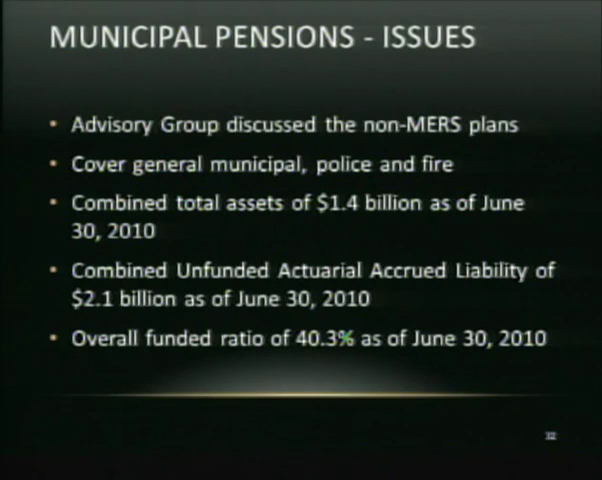 MUNICIPAL PENSIONS - ISSUES
• Advisory Group discussed the non-MERS plans
• Cover general municipal, police and fire
• Combined total assets of $1.4 billion as of June
30, 2010
• Combined Unfunded Actuarial Accrued Liability of
$2.1 billion as of June 30, 2010
• Overall funded ratio of 40.3% as of June 30, 2010
32